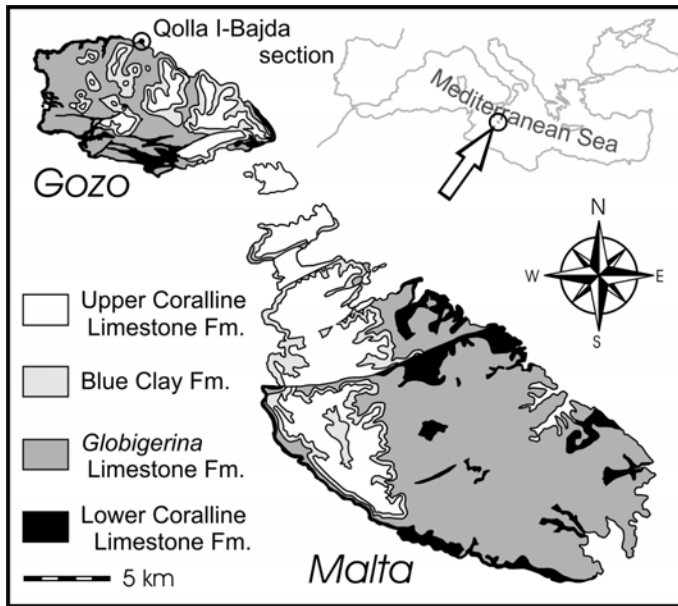 Qolla I-Bajda
section
Mediterranean Sea
Gozo
N
W
E
S
Upper Coralline
Limestone Fm.
Blue Clay Fm.
Globigerina
Limestone Fm.
Lower Coralline
Limestone Fm.
5 km
Malta